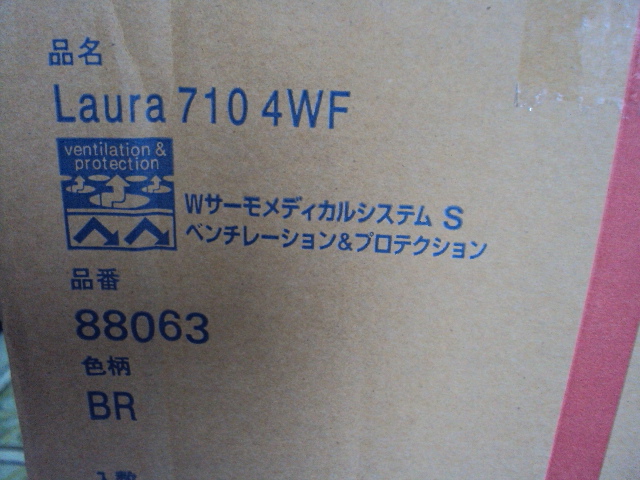 品名
Laura 710 4WF
ventilation &
protection
Wサーモメディカルシステム S
ベンチレーション&プロテクション
品番
88063
色柄
BR
入数